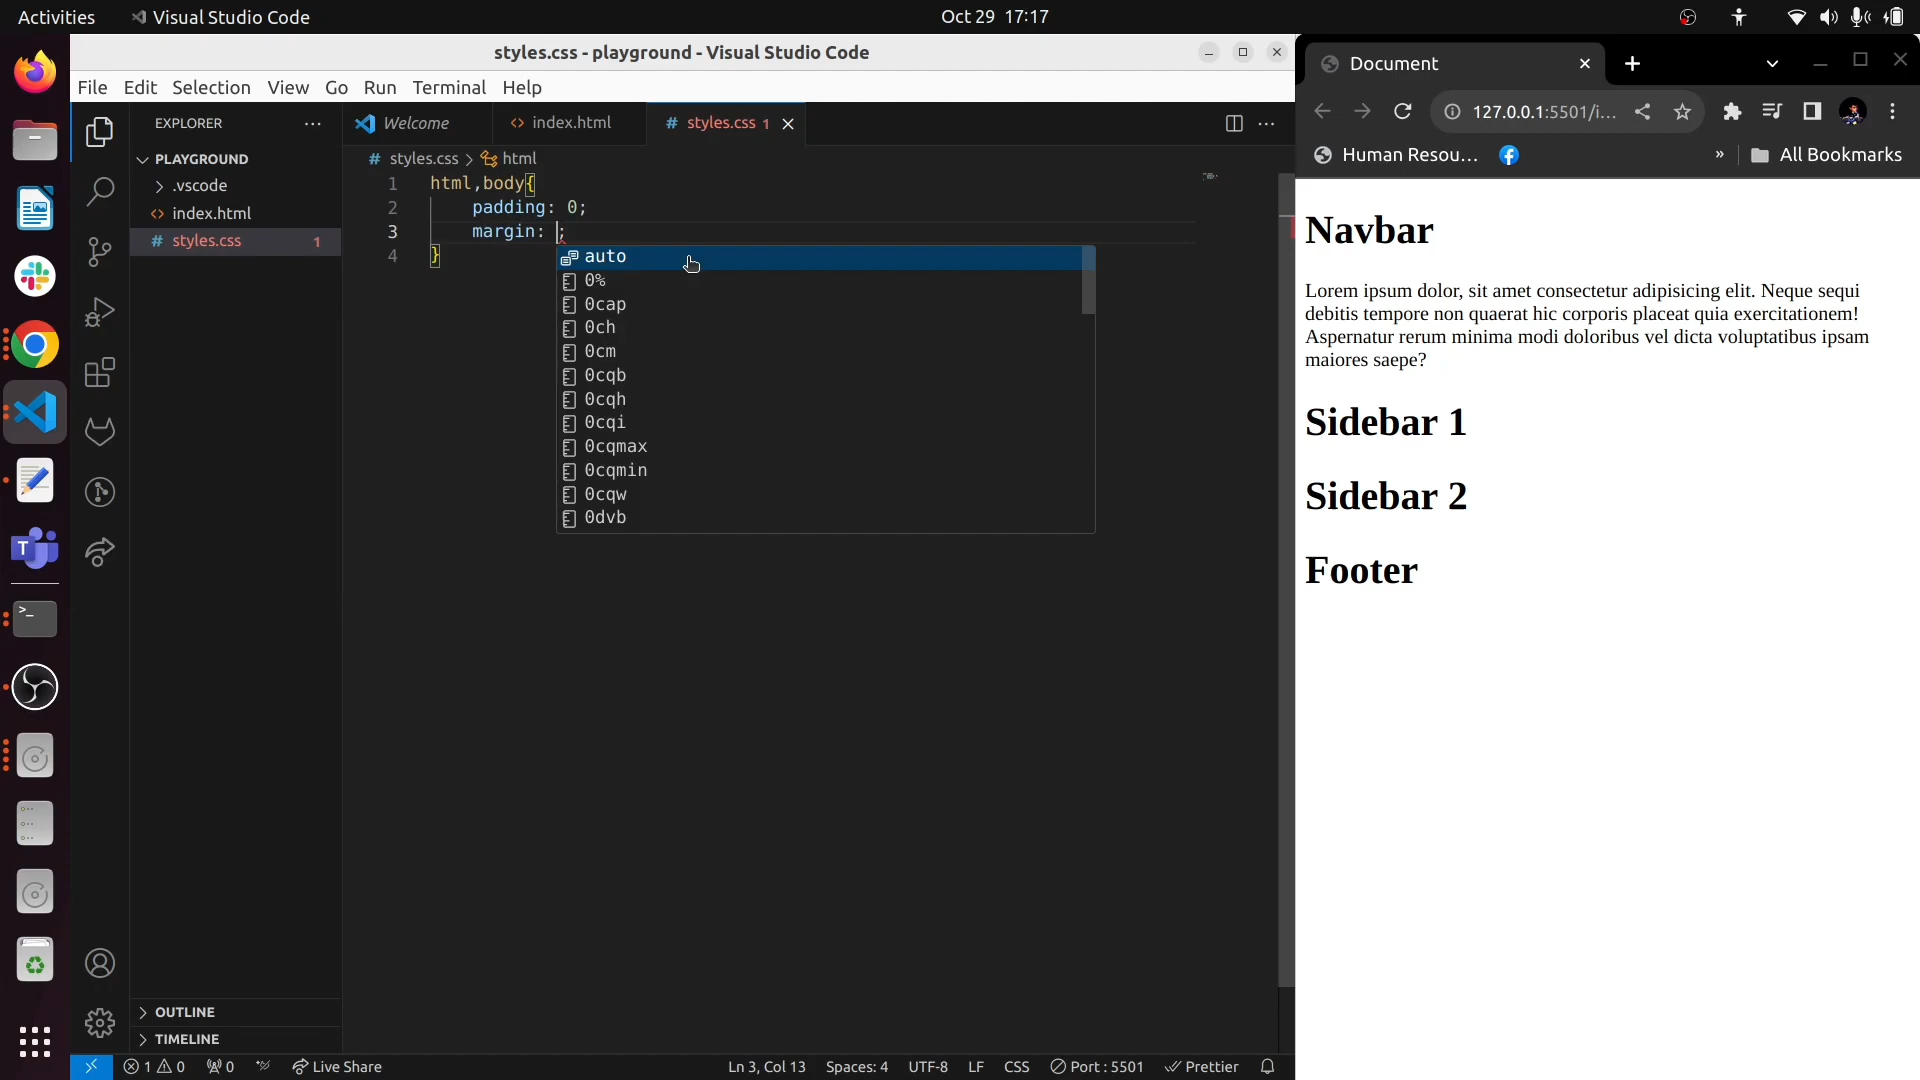 Activities
Visual Studio Code
Oct 29 17:17
styles.css - playground - Visual Studio Code
File Edit Selection View Go Run Terminal Help
EXPLORER
PLAYGROUND
.vscode
index.html
styles.css 1
OUTLINE
TIMELINE
Welcome
index.html
styles.css 1
styles.css > html
1 html,body{
2 padding: 0;
3 margin: ;
4 }
auto
0%
0cap
0ch
0cm
0cqb
0cqh
0cqi
0cqmax
0cqmin
0cqw
0dvb
1 0 0 Live Share
Ln 3, Col 13 Spaces: 4 UTF-8 LF CSS Port : 5501 Prettier
Document
127.0.0.1:5501/i...
Human Resou...
» All Bookmarks
Navbar
Lorem ipsum dolor, sit amet consectetur adipisicing elit. Neque sequi
debitis tempore non quaerat hic corporis placeat quia exercitationem!
Aspernatur rerum minima modi doloribus vel dicta voluptatibus ipsam
maiores saepe?
Sidebar 1
Sidebar 2
Footer